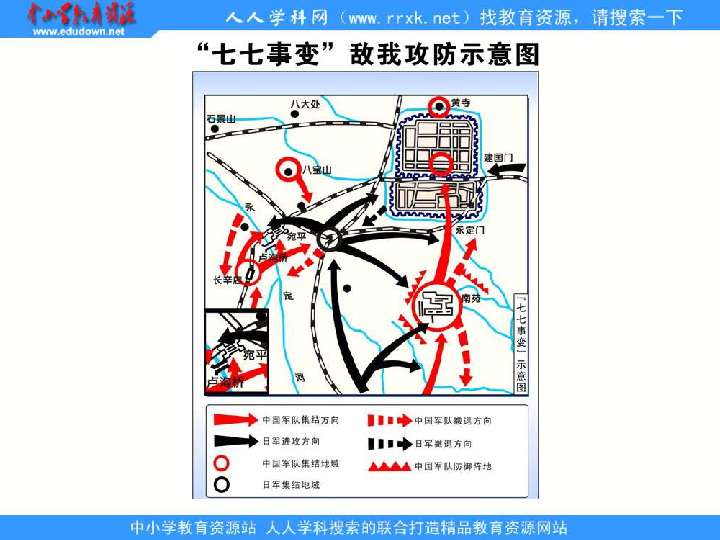 中小学教育资源
www.edudown.net
人人学科网（www.rrxk.net）找教育资源，请搜索一下
“七七事变”敌我攻防示意图
八大处
黄寺
石景山
建国门
八宝山
永
宛平
永定门
卢沟桥
长辛店
定
南苑
河
宛平
卢沟桥
「七七事变」示意图
中国军队集结方向
中国军队撤退方向
日军进攻方向
日军撤退方向
中国军队集结地域
中国军队防御阵地
日军集结地域
中小学教育资源站 人人学科搜索的联合打造精品教育资源网站